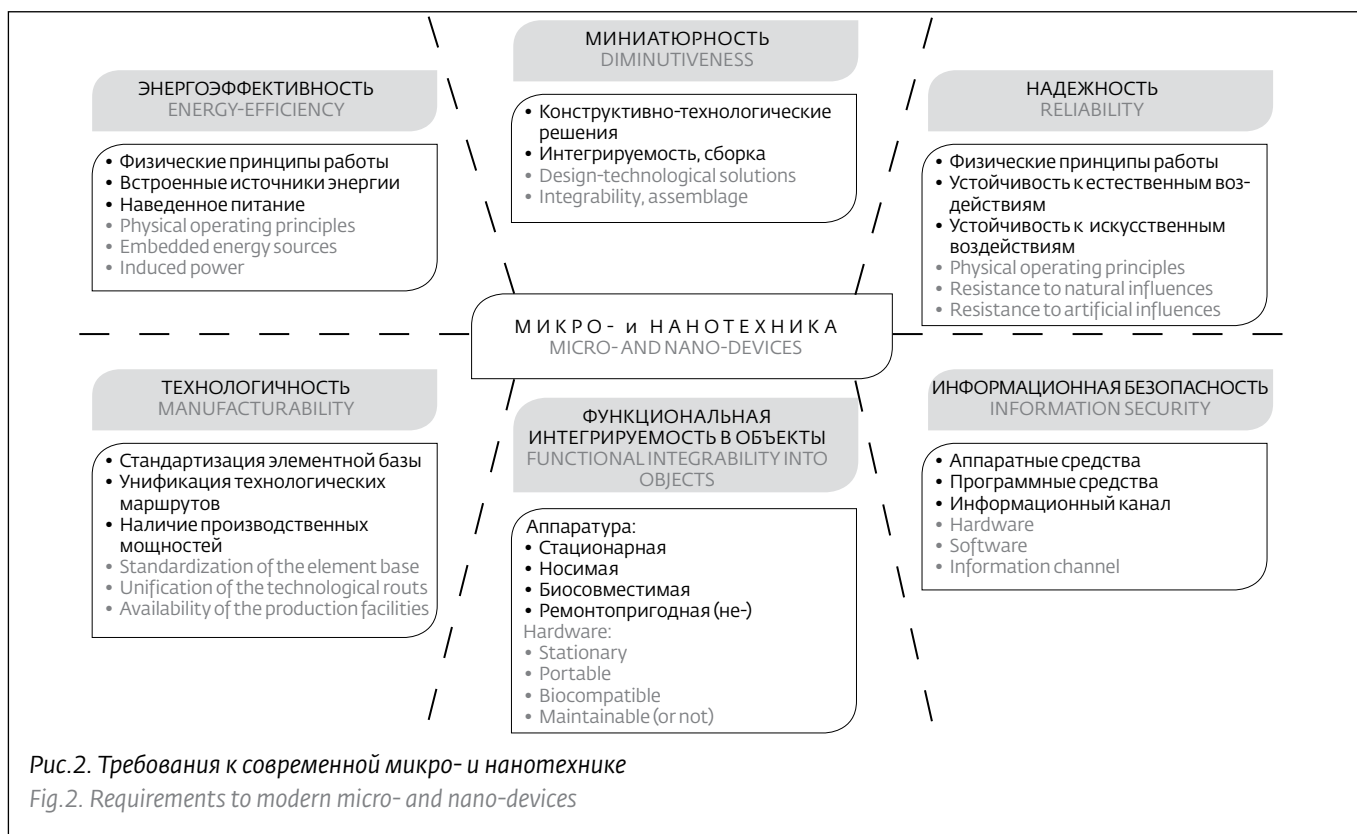 ЭНЕРГОЭФФЕКТИВНОСТЬ
ENERGY-EFFICIENCY
• Физические принципы работы
• Встроенные источники энергии
• Наведенное питание
• Physical operating principles
• Embedded energy sources
• Induced power
МИНИАТЮРНОСТЬ
DIMINUTIVENESS
• Конструктивно-технологические
решения
• Интегрируемость, сборка
• Design-technological solutions
• Integrability, assemblage
НАДЕЖНОСТЬ
RELIABILITY
• Физические принципы работы
• Устойчивость к естественным воз-
действиям
• Устойчивость к искусственным
воздействиям
• Physical operating principles
• Resistance to natural influences
• Resistance to artificial influences
МИКРО- и НАНОТЕХНИКА
MICRO- AND NANO-DEVICES
ТЕХНОЛОГИЧНОСТЬ
MANUFACTURABILITY
• Стандартизация элементной базы
• Унификация технологических
маршрутов
• Наличие производственных
мощностей
• Standardization of the element base
• Unification of the technological routs
• Availability of the production facilities
ФУНКЦИОНАЛЬНАЯ
ИНТЕГРИРУЕМОСТЬ В ОБЪЕКТЫ
FUNCTIONAL INTEGRABILITY INTO
OBJECTS
Аппаратура:
• Стационарная
• Носимая
• Биосовместимая
• Ремонтопригодная (не-)
Hardware:
• Stationary
• Portable
• Biocompatible
• Maintainable (or not)
ИНФОРМАЦИОННАЯ БЕЗОПАСНОСТЬ
INFORMATION SECURITY
• Аппаратные средства
• Программные средства
• Информационный канал
• Hardware
• Software
• Information channel
Рис.2. Требования к современной микро- и нанотехнике
Fig.2. Requirements to modern micro- and nano-devices